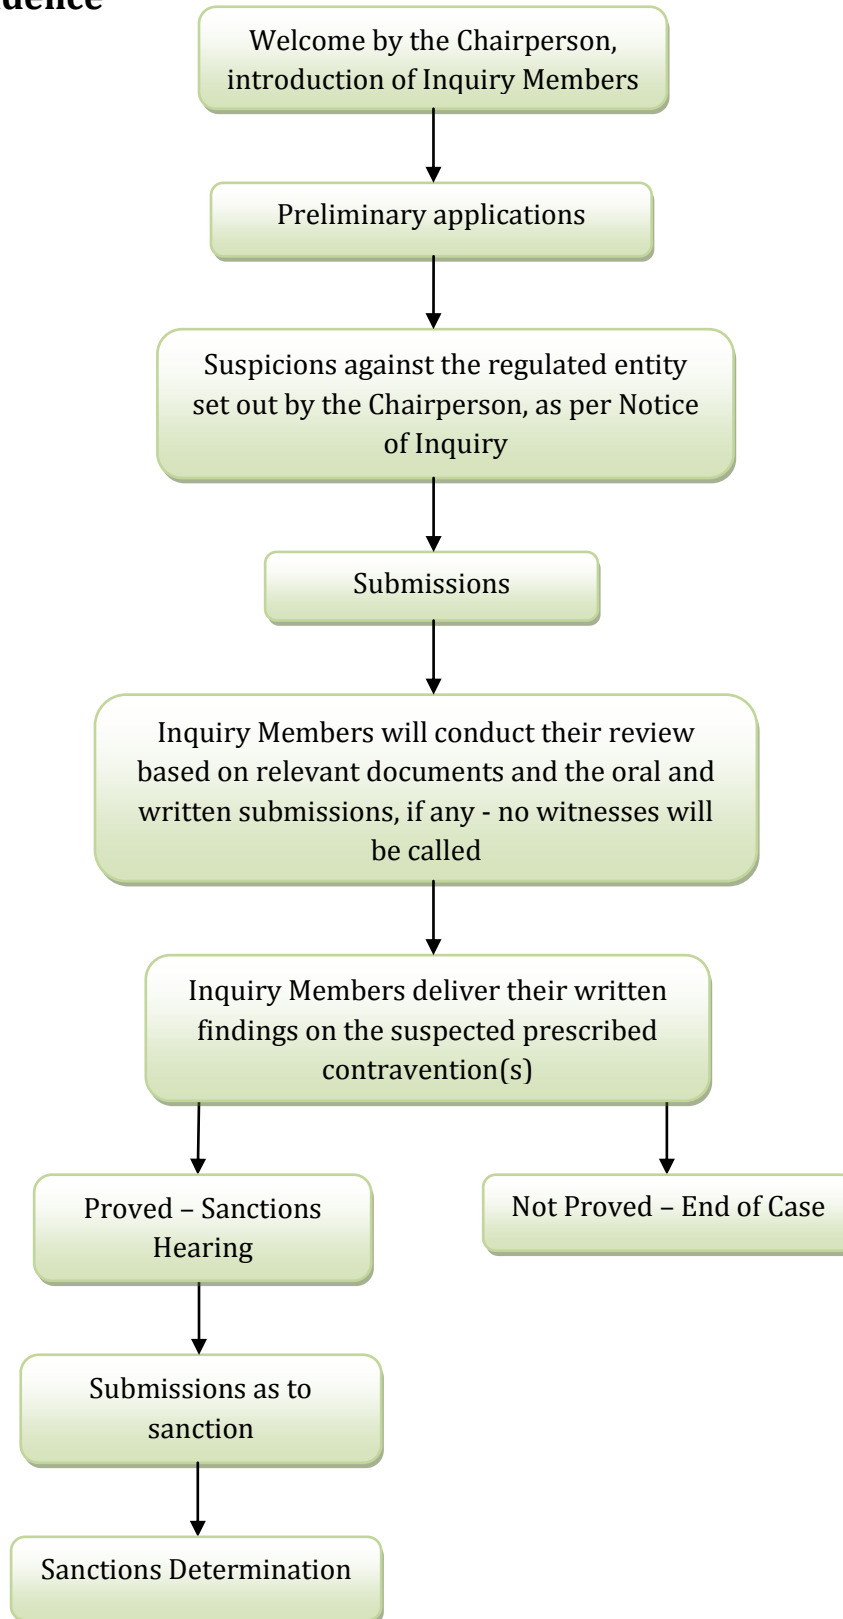 Welcome by the Chairperson,
introduction of Inquiry Members
Preliminary applications
Suspicions against the regulated entity
set out by the Chairperson, as per Notice
of Inquiry
Submissions
Inquiry Members will conduct their review
based on relevant documents and the oral and
written submissions, if any - no witnesses will
be called
Inquiry Members deliver their written
findings on the suspected prescribed
contravention(s)
Proved – Sanctions
Hearing
Not Proved – End of Case
Submissions as to
sanction
Sanctions Determination